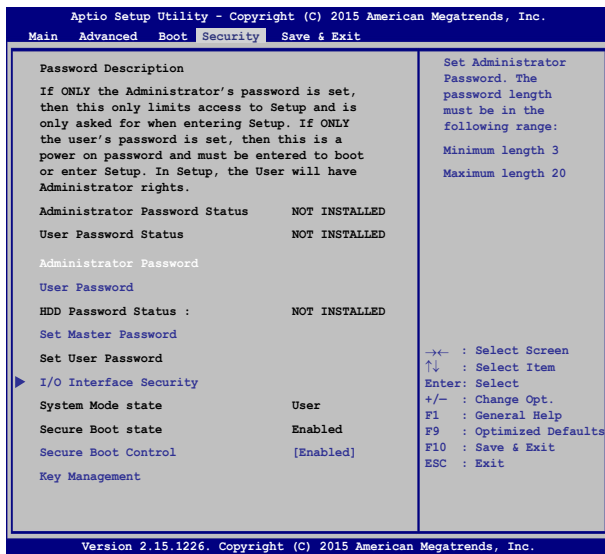 Aptio Setup Utility - Copyright (C) 2015 American Megatrends, Inc.
Main Advanced Boot Security Save & Exit
Password Description
If ONLY the Administrator's password is set,
then this only limits access to Setup and is
only asked for when entering Setup. If ONLY
the user's password is set, then this is a
power on password and must be entered to boot
or enter Setup. In Setup, the User will have
Administrator rights.
Administrator Password Status NOT INSTALLED
User Password Status NOT INSTALLED
Administrator Password
User Password
HDD Password Status : NOT INSTALLED
Set Master Password
Set User Password
I/O Interface Security
System Mode state User
Secure Boot state Enabled
Secure Boot Control [Enabled]
Key Management
Set Administrator
Password. The
password length
must be in the
following range:
Minimum length 3
Maximum length 20
→← : Select Screen
↑↓ : Select Item
Enter: Select
+/— : Change Opt.
F1 : General Help
F9 : Optimized Defaults
F10 : Save & Exit
ESC : Exit
Version 2.15.1226. Copyright (C) 2015 American Megatrends, Inc.